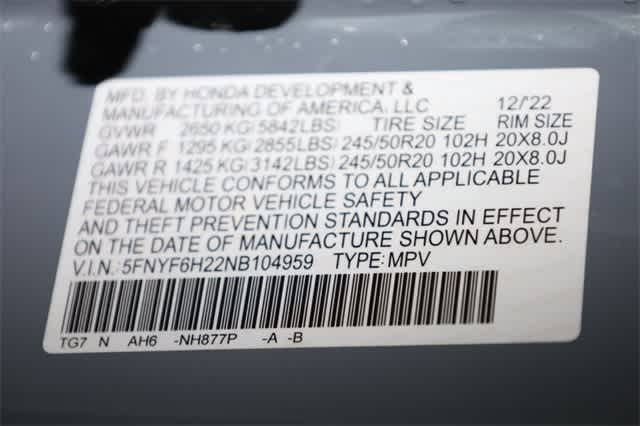 MFD. BY HONDA DEVELOPMENT &
MANUFACTURING OF AMERICA, LLC 12/'22
GVWR 2650 KG(5842LBS) TIRE SIZE RIM SIZE
GAWR F 1295 KG(2855LBS) 245/50R20 102H 20X8.0J
GAWR R 1425 KG(3142LBS) 245/50R20 102H 20X8.0J
THIS VEHICLE CONFORMS TO ALL APPLICABLE
FEDERAL MOTOR VEHICLE SAFETY
AND THEFT PREVENTION STANDARDS IN EFFECT
ON THE DATE OF MANUFACTURE SHOWN ABOVE.
V.I.N.: 5FNYF6H22NB104959 TYPE: MPV
TG7 N AH6 -NH877P -A -B